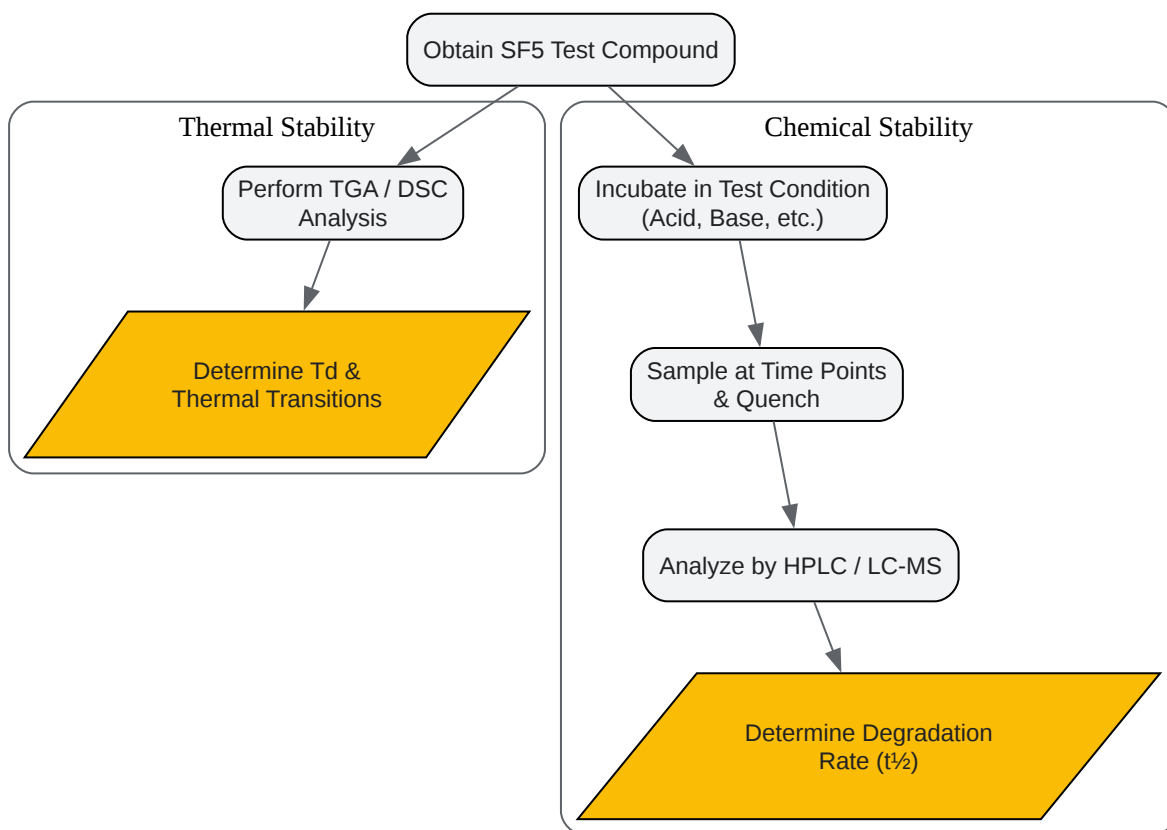 Obtain SF5 Test Compound
Thermal Stability
Perform TGA / DSC
Analysis
Determine Td &
Thermal Transitions
Chemical Stability
Incubate in Test Condition
(Acid, Base, etc.)
Sample at Time Points
& Quench
Analyze by HPLC / LC-MS
Determine Degradation
Rate (t½)